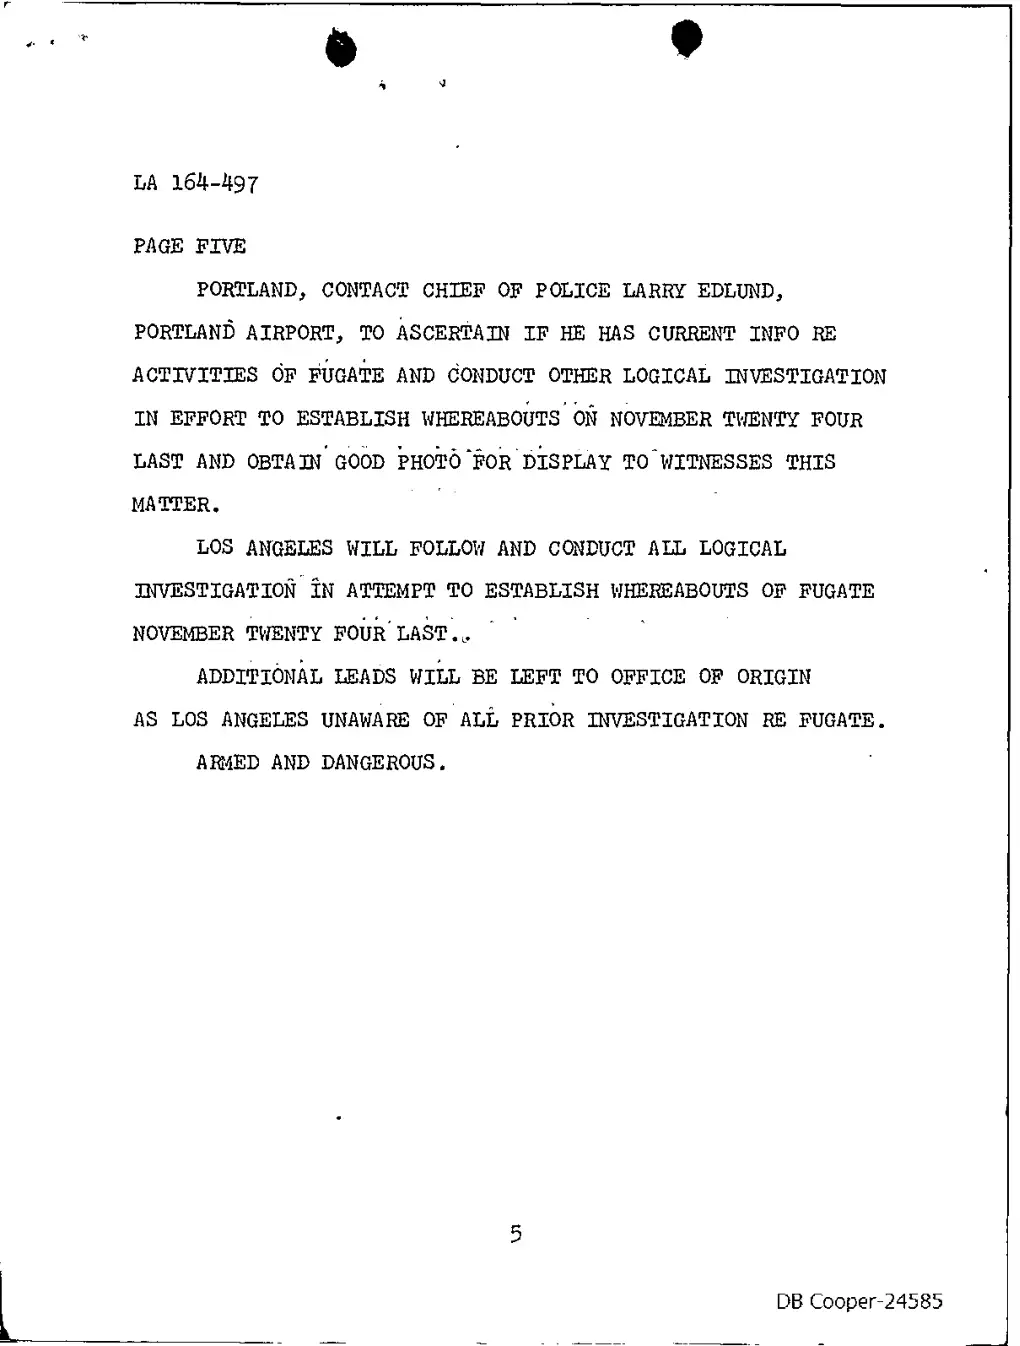 LA 164-497
PAGE FIVE
PORTLAND, CONTACT CHIEF OF POLICE LARRY EDLUND,
PORTLAND AIRPORT, TO ASCERTAIN IF HE HAS CURRENT INFO RE
ACTIVITIES OF FUGATE AND CONDUCT OTHER LOGICAL INVESTIGATION
IN EFFORT TO ESTABLISH WHEREABOUTS ON NOVEMBER TWENTY FOUR
LAST AND OBTAIN GOOD PHOTO FOR DISPLAY TO WITNESSES THIS
MATTER.
LOS ANGELES WILL FOLLOW AND CONDUCT ALL LOGICAL
INVESTIGATION IN ATTEMPT TO ESTABLISH WHEREABOUTS OF FUGATE
NOVEMBER TWENTY FOUR LAST.
ADDITIONAL LEADS WILL BE LEFT TO OFFICE OF ORIGIN
AS LOS ANGELES UNAWARE OF ALL PRIOR INVESTIGATION RE FUGATE.
ARMED AND DANGEROUS.
5
DB Cooper-24585